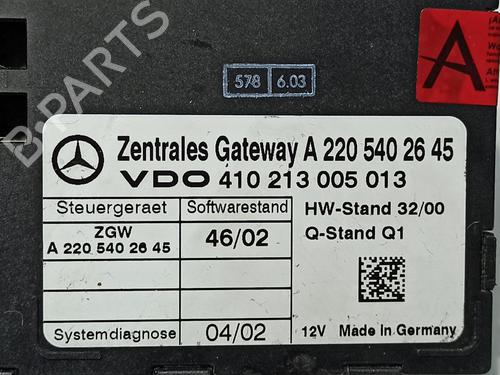 578 6.03
A
B-PARTS
Zentrales Gateway A 220 540 26 45
VDO 410 213 005 013
Steuergeraet Softwarestand
HW-Stand 32/00
ZGW
A 220 540 26 45
46/02
Q-Stand Q1
Systemdiagnose 04/02
12V Made In Germany